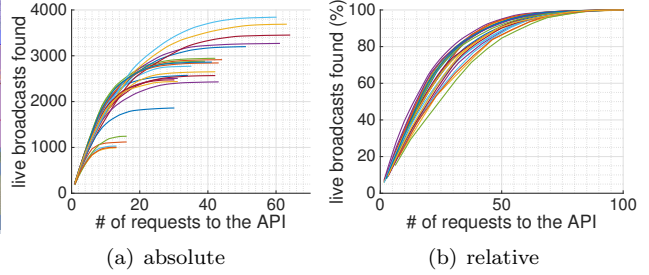 live broadcasts found
4000
3000
2000
1000
0
0 20 40 60
# of requests to the API
(a) absolute
live broadcasts found (%)
100
80
60
40
20
0
0 50 100
# of requests to the API
(b) relative